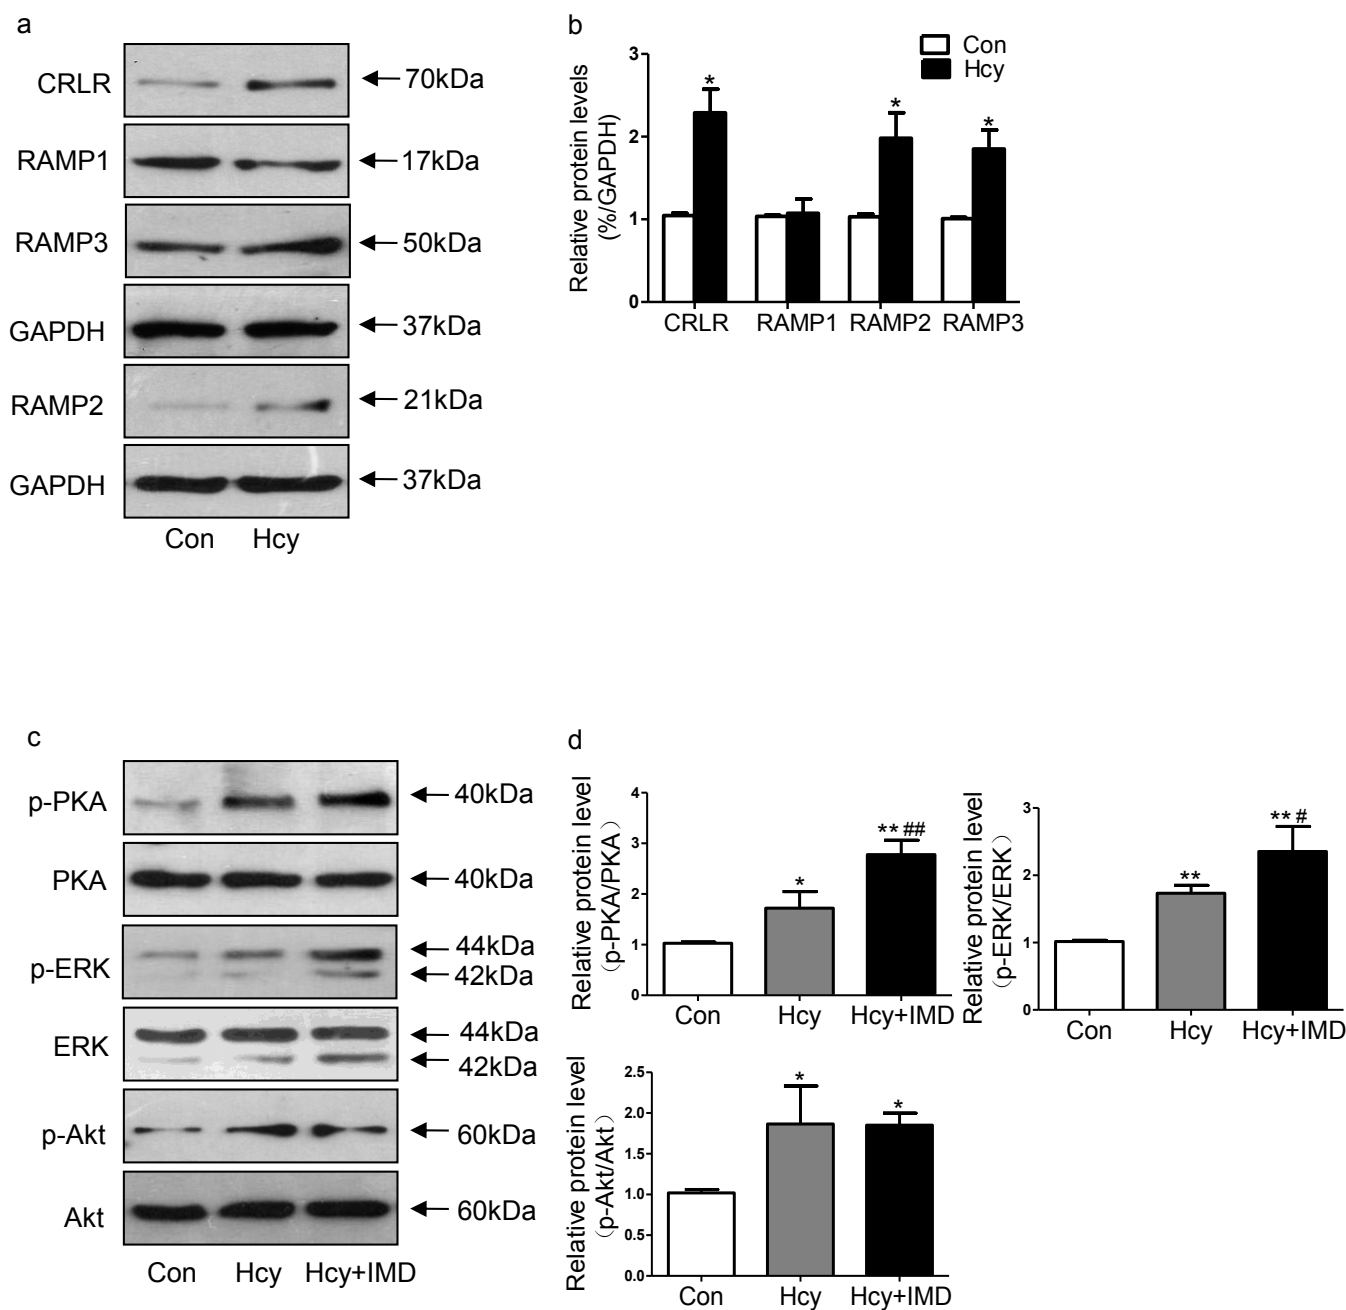 a
CRLR
70kDa
RAMP1
17kDa
RAMP3
50kDa
GAPDH
37kDa
RAMP2
21kDa
GAPDH
37kDa
Con Hcy
b
Relative protein levels
(%/GAPDH)
3
2
1
0
Con
Hcy
*
*
*
CRLR RAMP1 RAMP2 RAMP3
c
p-PKA
40kDa
PKA
40kDa
p-ERK
44kDa
42kDa
ERK
44kDa
42kDa
p-Akt
60kDa
Akt
60kDa
Con Hcy Hcy+IMD
d
Relative protein level
（p-PKA/PKA）
4
3
2
1
0
*
** ##
Con Hcy Hcy+IMD
Relative protein level
（p-ERK/ERK）
3
2
1
0
**
** #
Con Hcy Hcy+IMD
Relative protein level
（p-Akt/Akt）
2.5
2.0
1.5
1.0
0.5
0.0
*
*
Con Hcy Hcy+IMD